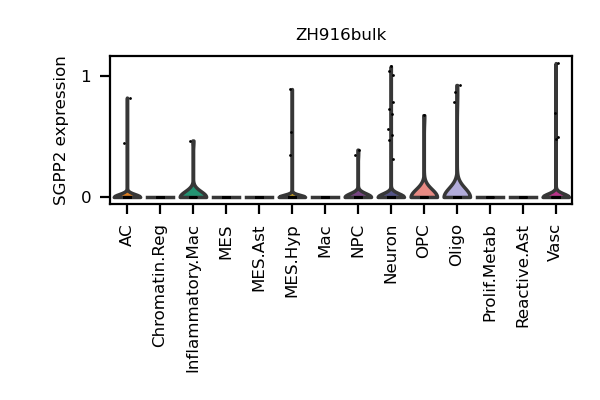 ZH916bulk
SGPP2 expression
1
0
AC
Chromatin.Reg
Inflammatory.Mac
MES
MES.Ast
MES.Hyp
Mac
NPC
Neuron
OPC
Oligo
Prolif.Metab
Reactive.Ast
Vasc